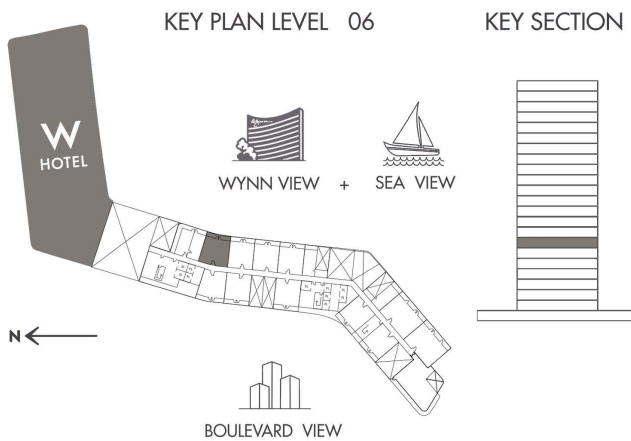 KEY PLAN LEVEL 06
KEY SECTION
W
HOTEL
WYNN VIEW + SEA VIEW
N
BOULEVARD VIEW